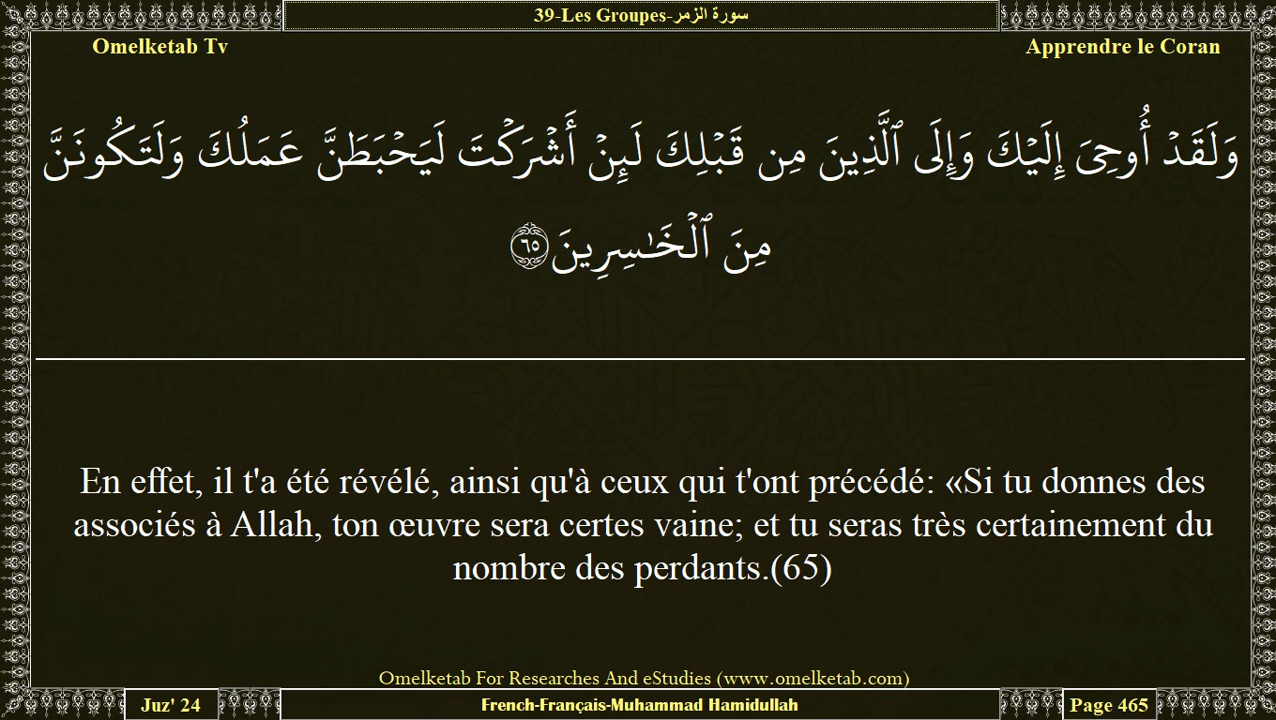 39-Les Groupes-سورة الزمر
Omelketab Tv
Apprendre le Coran
وَلَقَدۡ أُوحِيَ إِلَيۡكَ وَإِلَى ٱلَّذِينَ مِن قَبۡلِكَ لَئِنۡ أَشۡرَكۡتَ لَيَحۡبَطَنَّ عَمَلُكَ وَلَتَكُونَنَّ
مِنَ ٱلۡخَٰسِرِينَ ٦٥
En effet, il t'a été révélé, ainsi qu'à ceux qui t'ont précédé: «Si tu donnes des
associés à Allah, ton œuvre sera certes vaine; et tu seras très certainement du
nombre des perdants.(65)
Omelketab For Researches And eStudies (www.omelketab.com)
Juz' 24
French-Français-Muhammad Hamidullah
Page 465